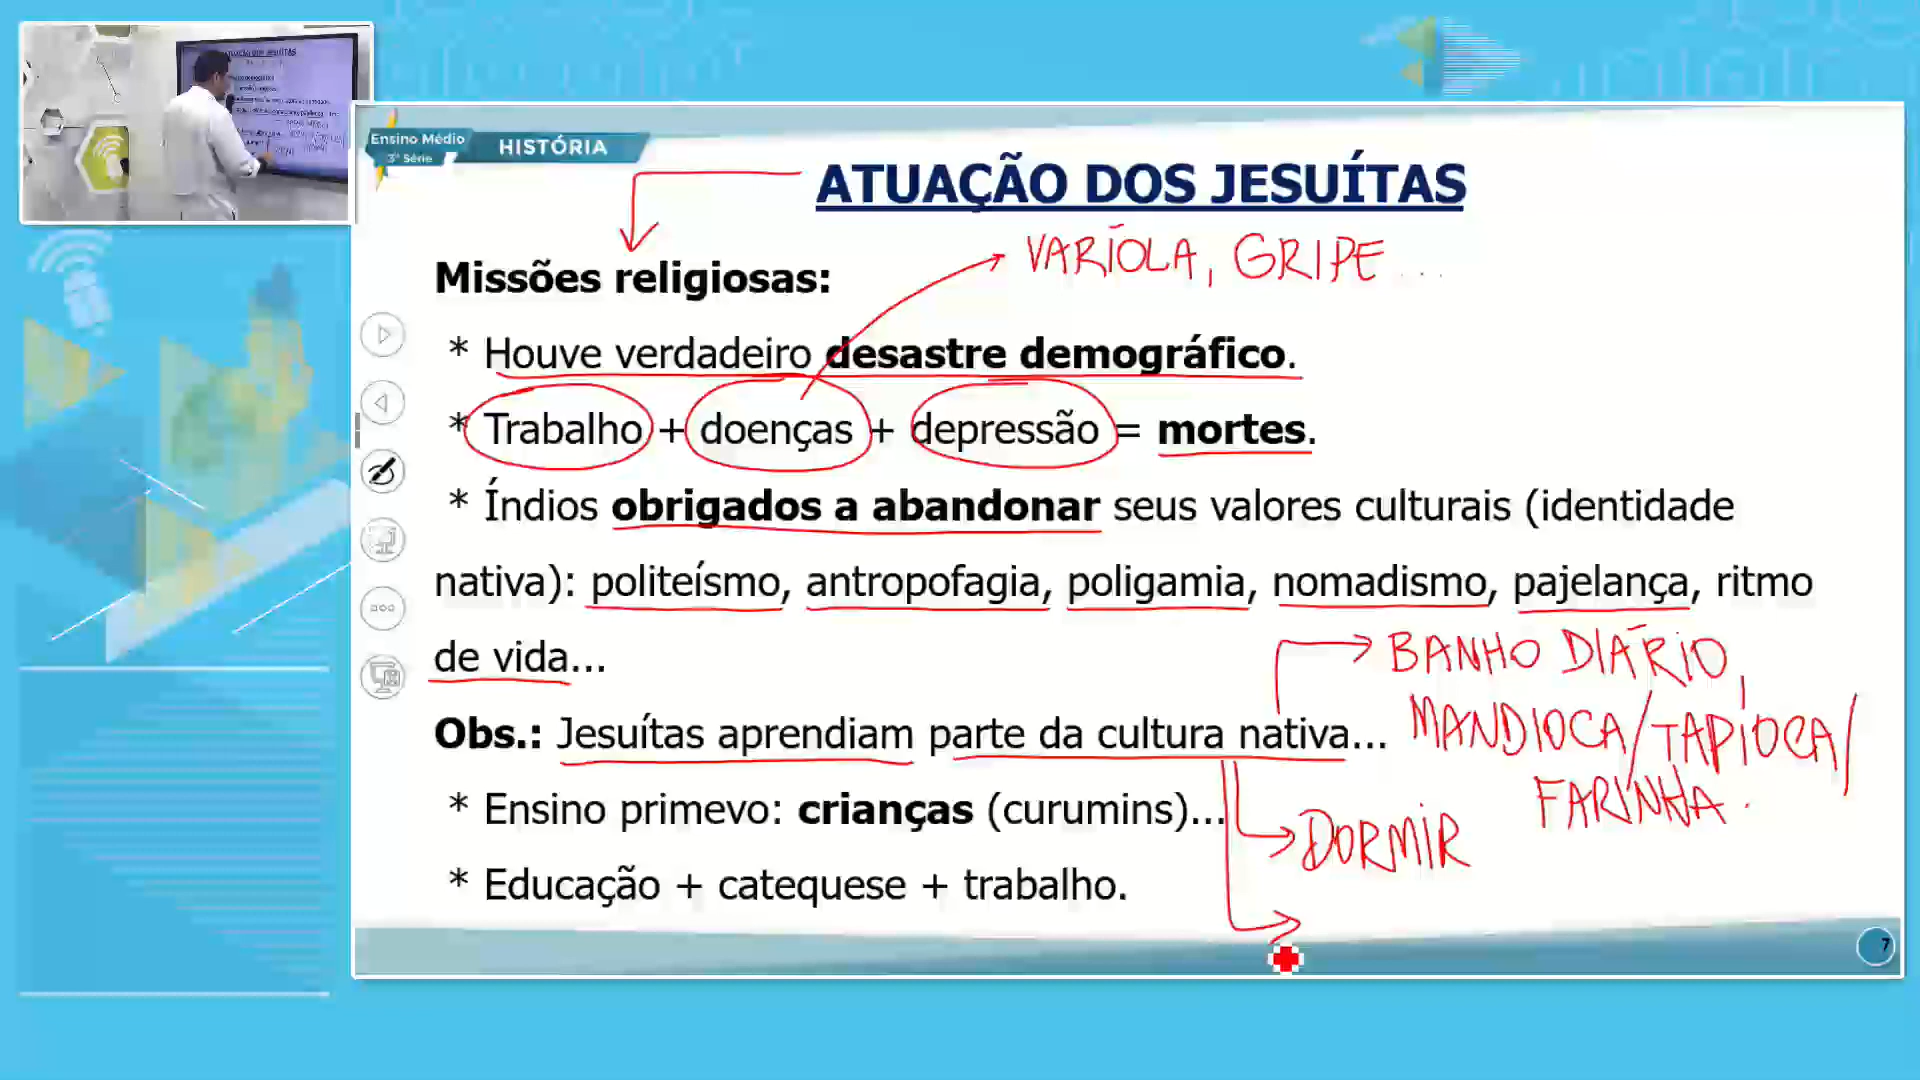 Ensino Médio
3ª Série
HISTÓRIA
ATUAÇÃO DOS JESUÍTAS
VARÍOLA, GRIPE...
Missões religiosas:
* Houve verdadeiro desastre demográfico.
* Trabalho + doenças + depressão = mortes.
* Índios obrigados a abandonar seus valores culturais (identidade
nativa): politeísmo, antropofagia, poligamia, nomadismo, pajelança, ritmo
de vida...
BANHO DIÁRIO,
MANDIOCA/TAPIOCA/
FARINHA.
Obs.: Jesuítas aprendiam parte da cultura nativa...
* Ensino primevo: crianças (curumins)...
DORMIR
* Educação + catequese + trabalho.
7